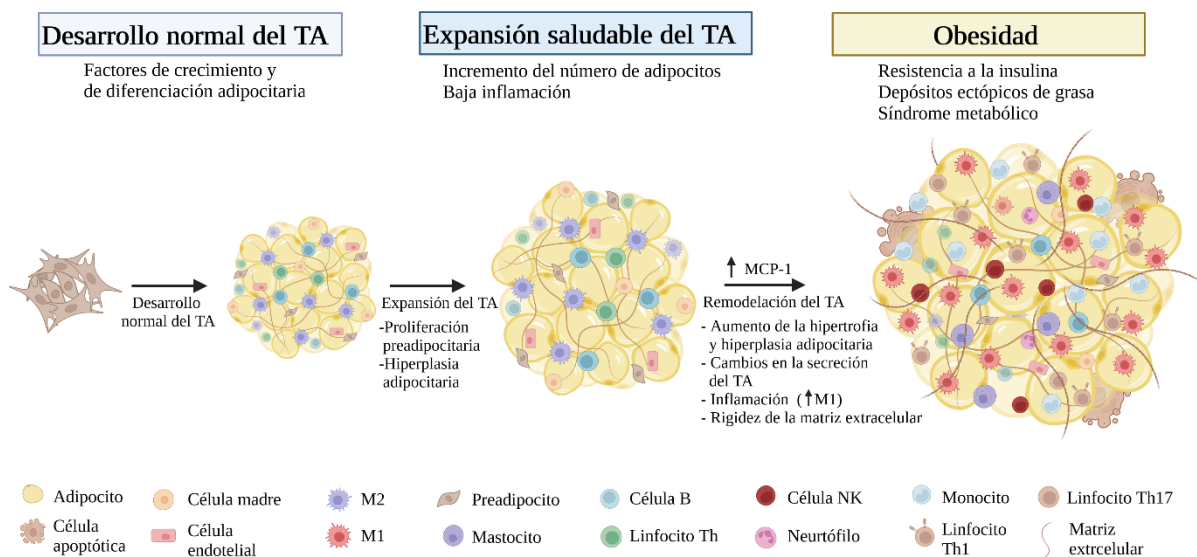 Desarrollo normal del TA
Factores de crecimiento y
de diferenciación adipocitaria
Expansión saludable del TA
Incremento del número de adipocitos
Baja inflamación
Obesidad
Resistencia a la insulina
Depósitos ectópicos de grasa
Síndrome metabólico
Desarrollo
normal del TA
Expansión del TA
-Proliferación
preadipocitaria
-Hiperplasia
adipocitaria
↑ MCP-1
Remodelación del TA
- Aumento de la hipertrofia
y hiperplasia adipocitaria
- Cambios en la secreción
del TA
- Inflamación (↑M1)
- Rigidez de la matriz extracelular
Adipocito
Célula madre
M2
Preadipocito
Célula B
Célula NK
Monocito
Linfocito Th17
Célula
apoptótica
Célula
endotelial
M1
Mastocito
Linfocito Th
Neurtófilo
Linfocito
Th1
Matriz
extrcelular